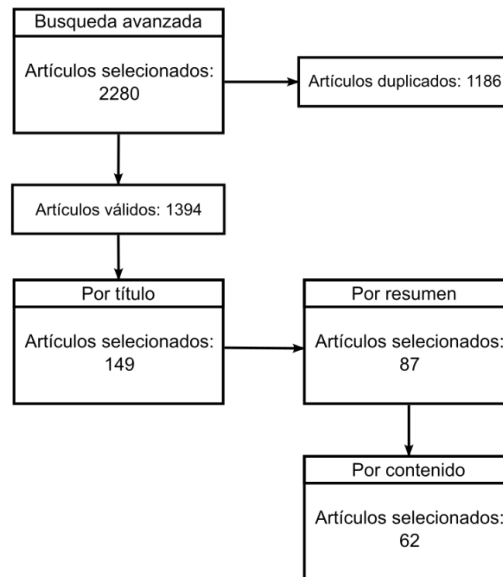 Busqueda avanzada
Artículos selecionados:
2280
Artículos duplicados: 1186
Artículos válidos: 1394
Por título
Artículos selecionados:
149
Por resumen
Artículos selecionados:
87
Por contenido
Artículos selecionados:
62